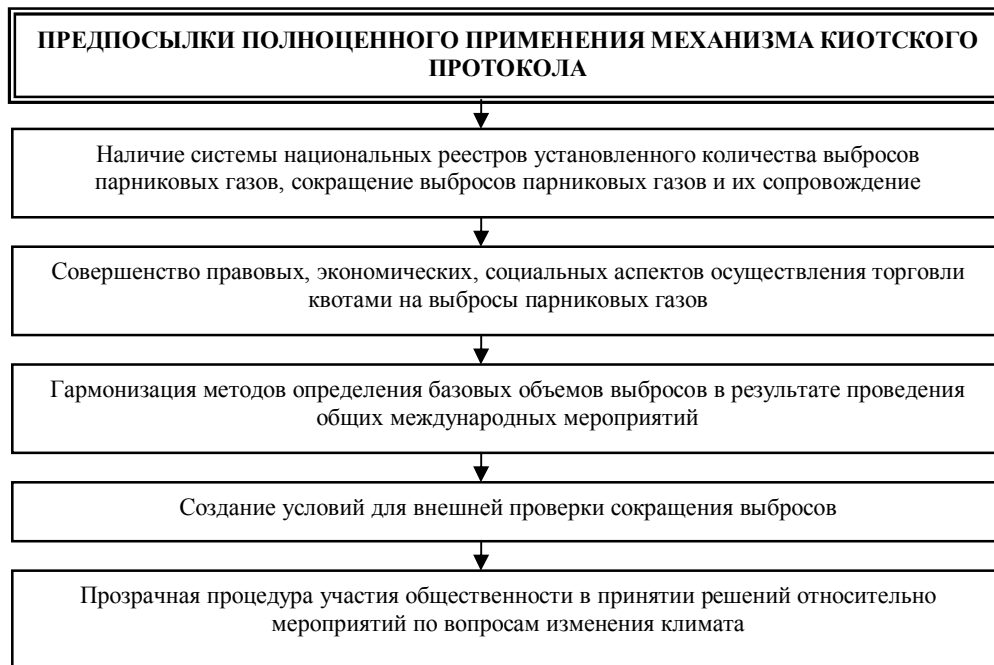 ПРЕДПОСЫЛКИ ПОЛНОЦЕННОГО ПРИМЕНЕНИЯ МЕХАНИЗМА КИОТСКОГО
ПРОТОКОЛА
Наличие системы национальных реестров установленного количества выбросов
парниковых газов, сокращение выбросов парниковых газов и их сопровождение
Совершенство правовых, экономических, социальных аспектов осуществления торговли
квотами на выбросы парниковых газов
Гармонизация методов определения базовых объемов выбросов в результате проведения
общих международных мероприятий
Создание условий для внешней проверки сокращения выбросов
Прозрачная процедура участия общественности в принятии решений относительно
мероприятий по вопросам изменения климата